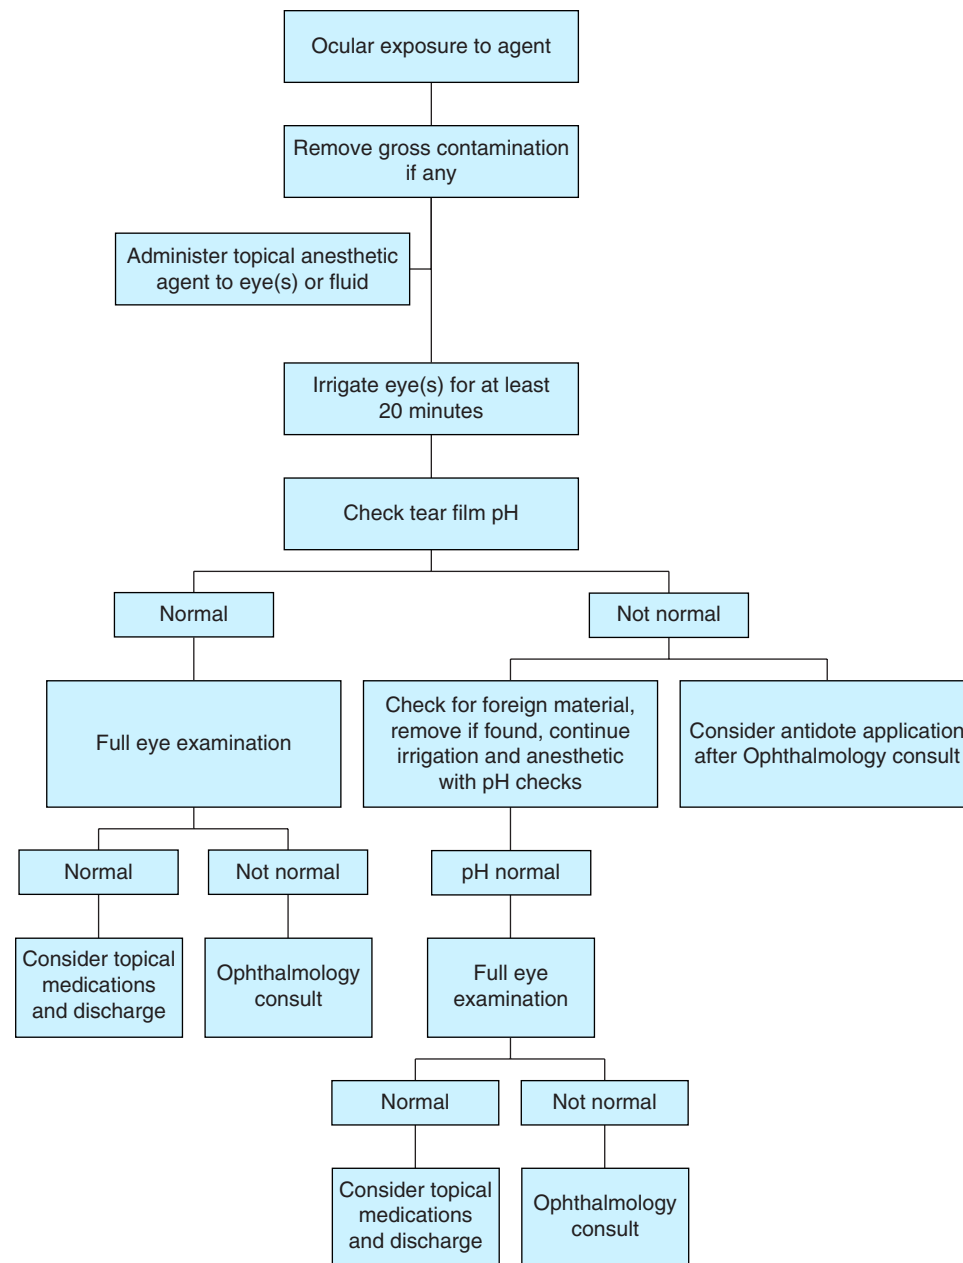 Ocular exposure to agent
Remove gross contamination
if any
Administer topical anesthetic
agent to eye(s) or fluid
Irrigate eye(s) for at least
20 minutes
Check tear film pH
Normal
Not normal
Full eye examination
Check for foreign material,
remove if found, continue
irrigation and anesthetic
with pH checks
Consider antidote application
after Ophthalmology consult
Normal
Not normal
pH normal
Consider topical
medications
and discharge
Ophthalmology
consult
Full eye
examination
Normal
Not normal
Consider topical
medications
and discharge
Ophthalmology
consult